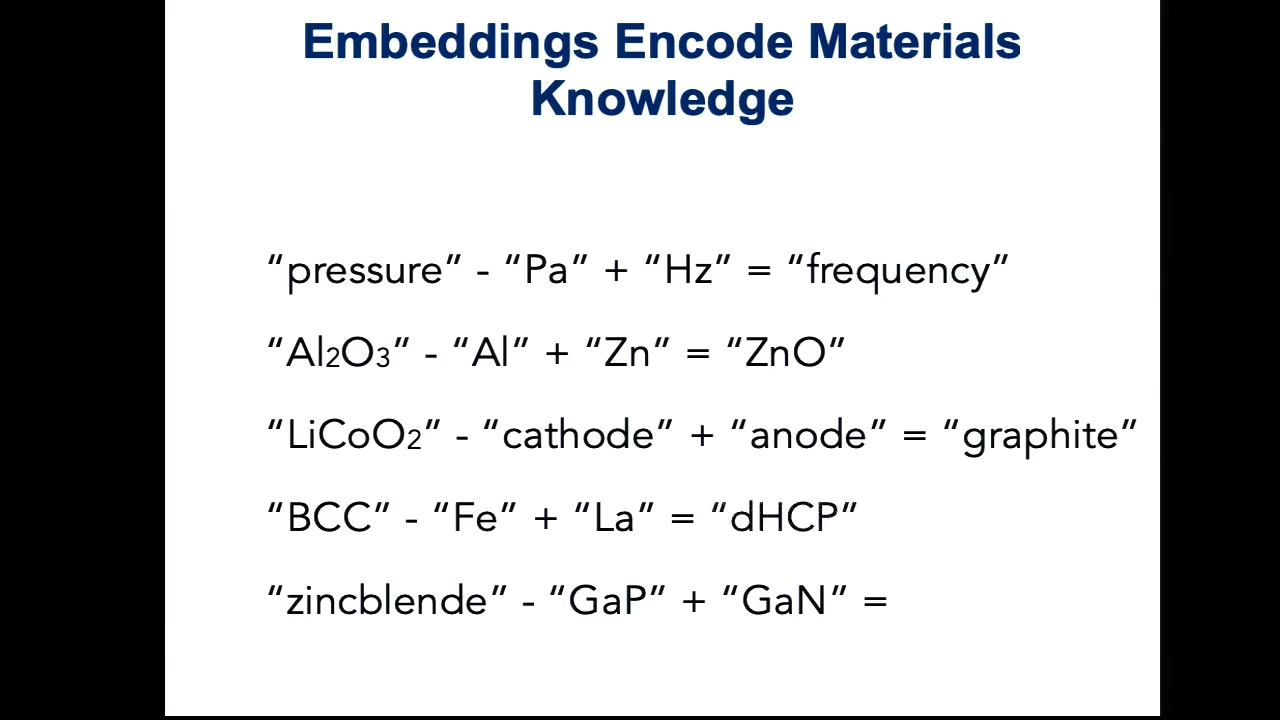 Embeddings Encode Materials
Knowledge
“pressure” - “Pa” + “Hz” = “frequency”
“Al2O3” - “Al” + “Zn” = “ZnO”
“LiCoO2” - “cathode” + “anode” = “graphite”
“BCC” - “Fe” + “La” = “dHCP”
“zincblende” - “GaP” + “GaN” =